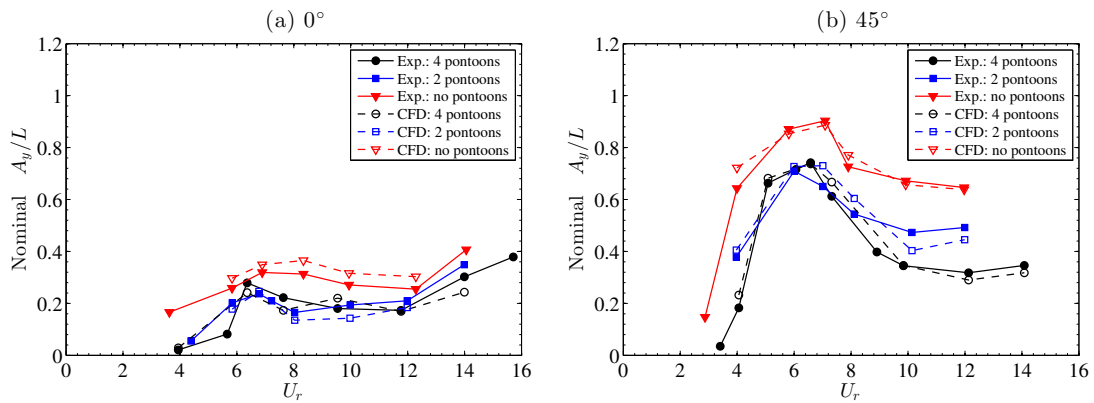 (a) 0°
Nominal A_y/L
1.2
1
0.8
0.6
0.4
0.2
0
0 2 4 6 8 10 12 14 16
U_r
Exp.: 4 pontoons
Exp.: 2 pontoons
Exp.: no pontoons
CFD: 4 pontoons
CFD: 2 pontoons
CFD: no pontoons
(b) 45°
Nominal A_y/L
1.2
1
0.8
0.6
0.4
0.2
0
0 2 4 6 8 10 12 14 16
U_r
Exp.: 4 pontoons
Exp.: 2 pontoons
Exp.: no pontoons
CFD: 4 pontoons
CFD: 2 pontoons
CFD: no pontoons